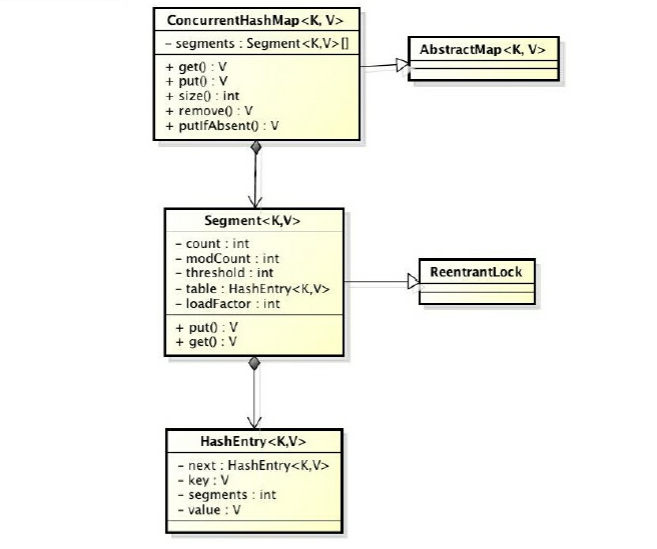 ConcurrentHashMap<K, V>
- segments : Segment<K,V>[]
+ get() : V
+ put() : V
+ size() : int
+ remove() : V
+ putIfAbsent() : V
AbstractMap<K, V>
Segment<K,V>
- count : int
- modCount : int
- threshold : int
- table : HashEntry<K,V>
- loadFactor : int
+ put() : V
+ get() : V
ReentrantLock
HashEntry<K,V>
- next : HashEntry<K,V>
- key : V
- segments : int
- value : V